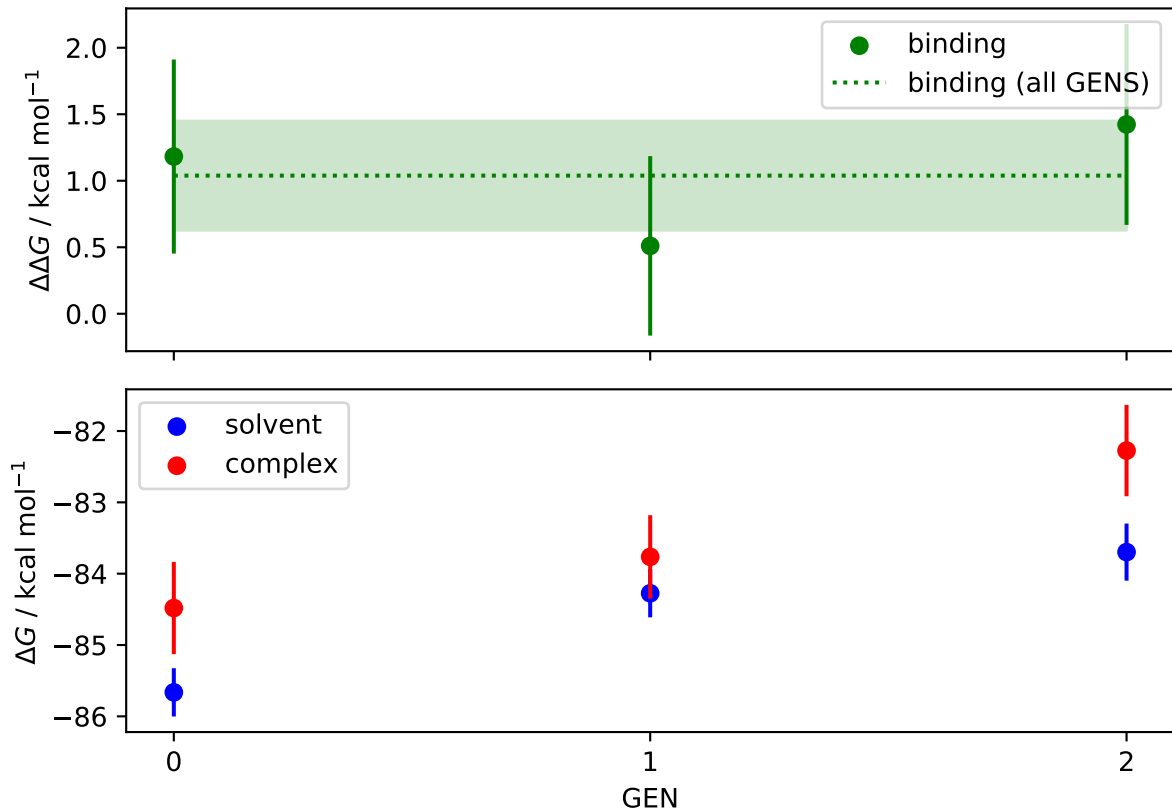 2.0
1.5
1.0
0.5
0.0
ΔΔG / kcal mol⁻¹
binding
binding (all GENS)
−82
−83
−84
−85
−86
ΔG / kcal mol⁻¹
solvent
complex
0 1 2
GEN